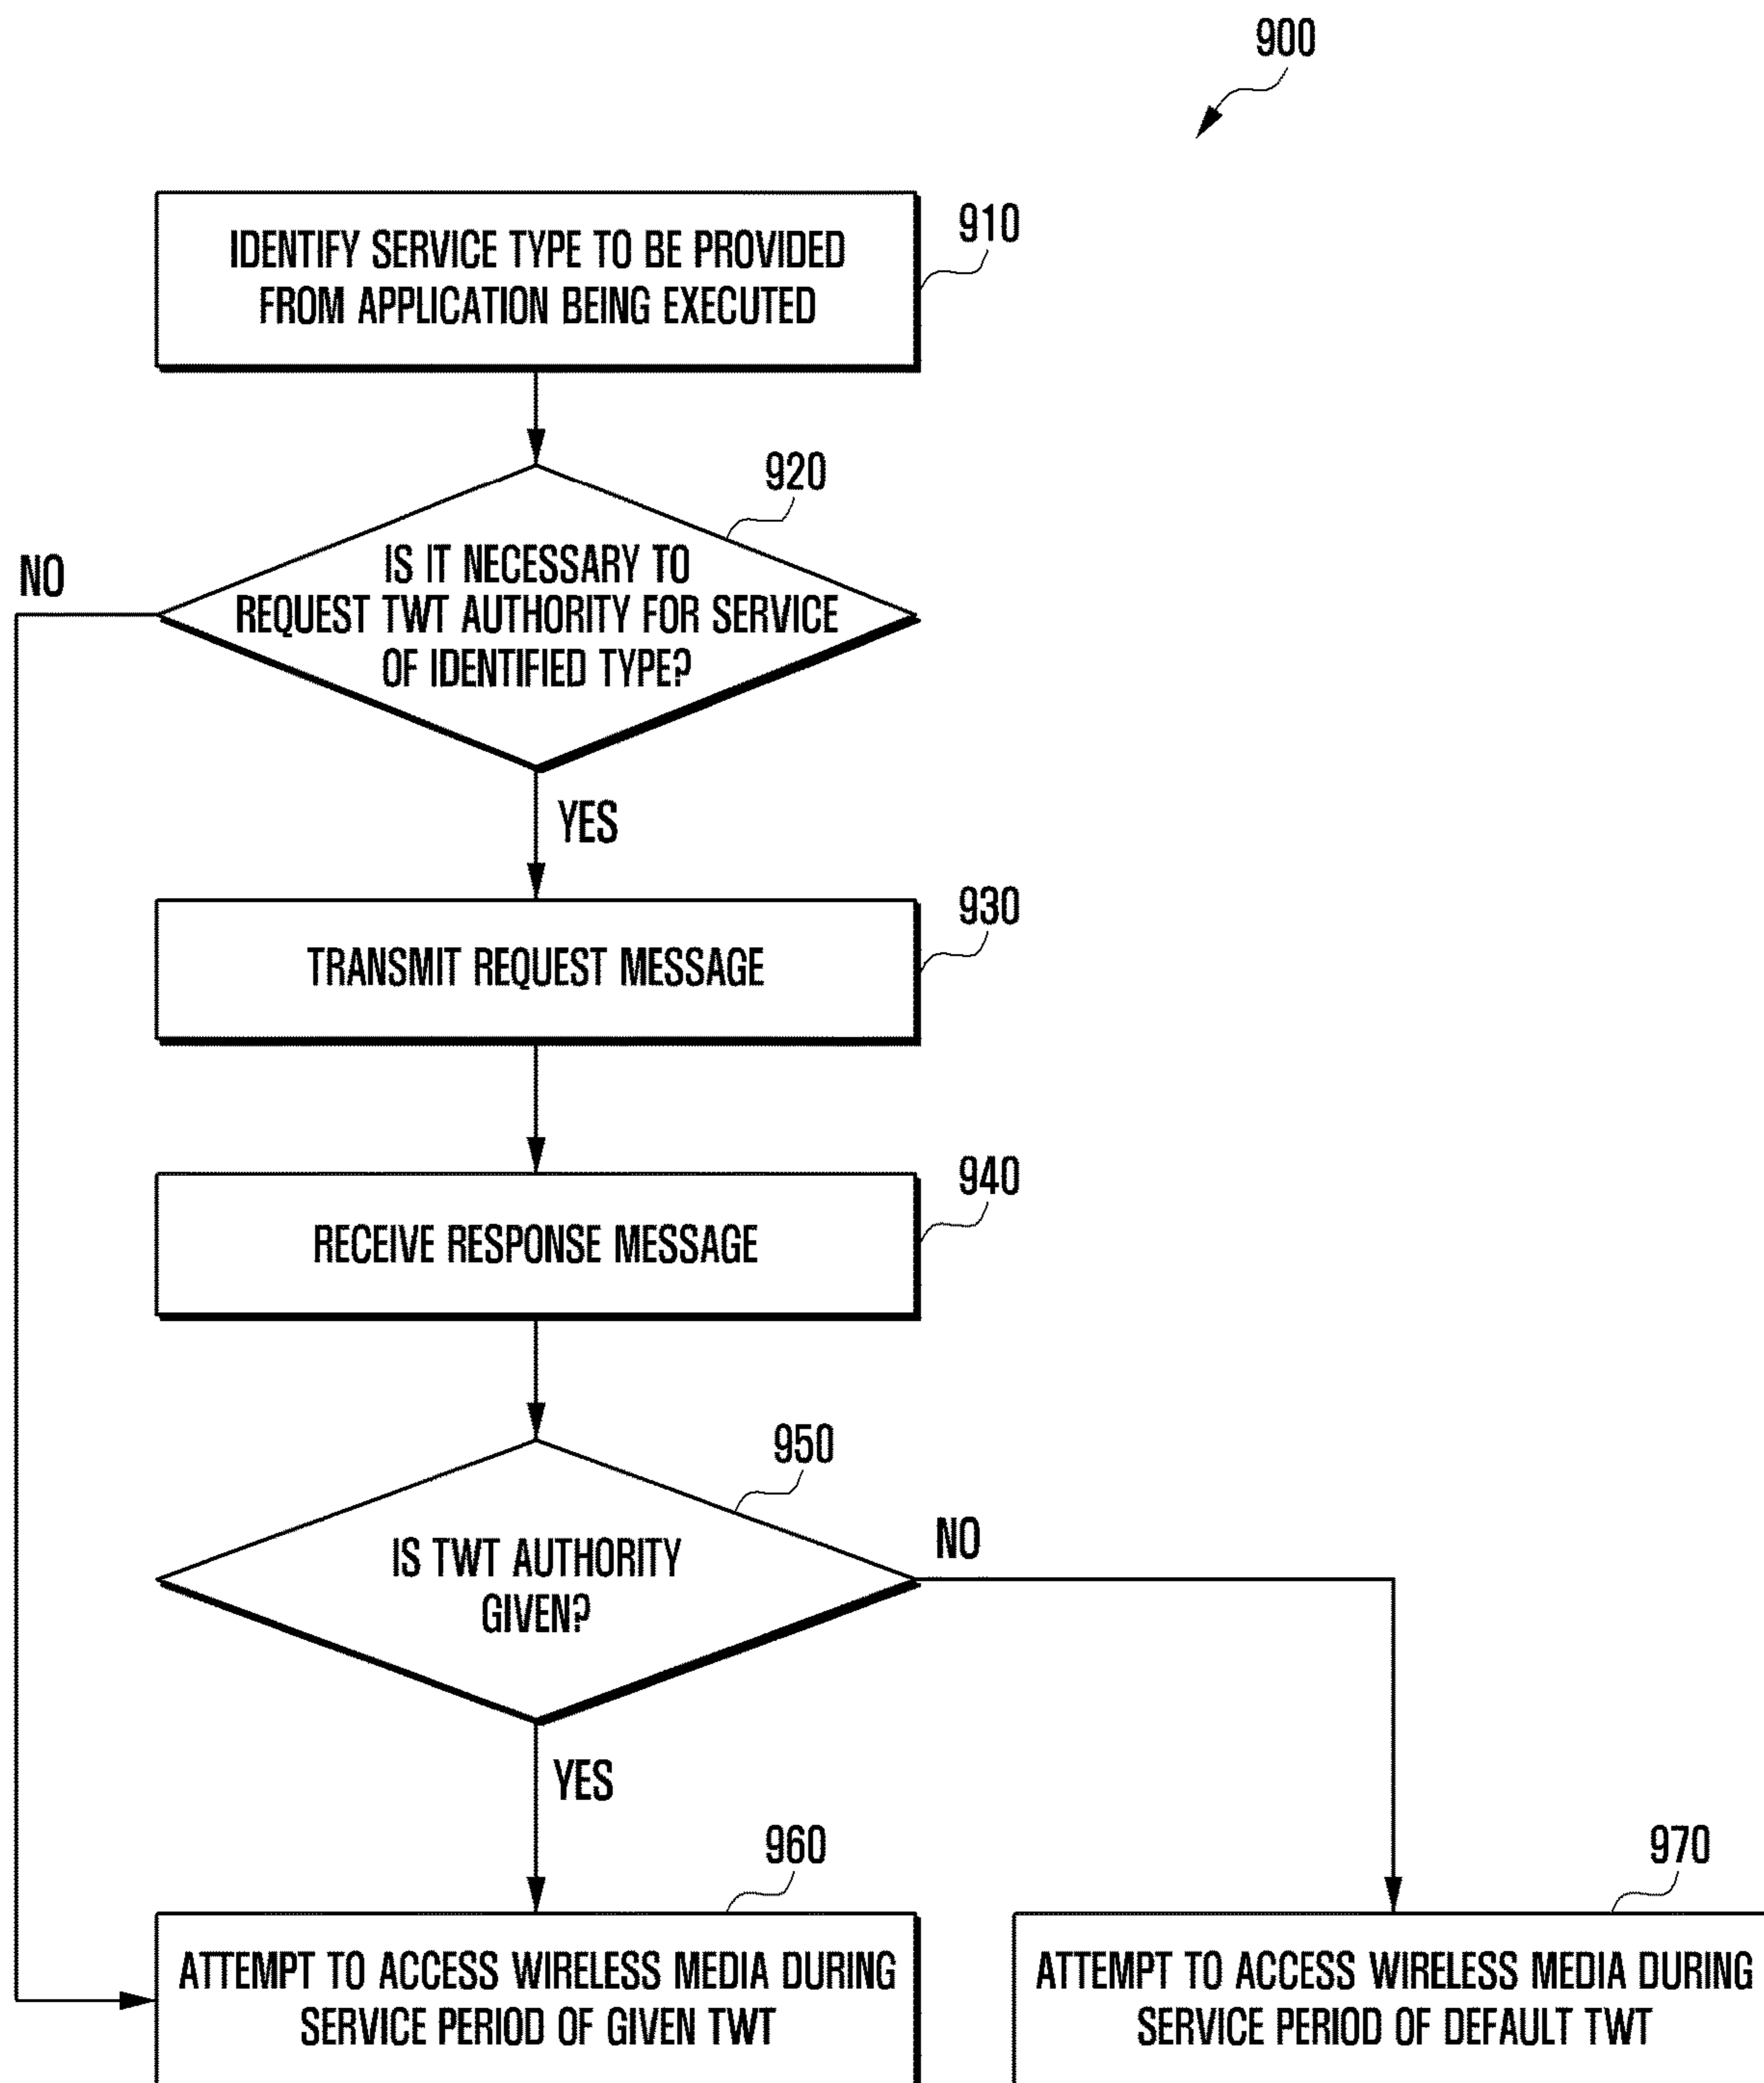 900
IDENTIFY SERVICE TYPE TO BE PROVIDED
FROM APPLICATION BEING EXECUTED
910
920
NO
IS IT NECESSARY TO
REQUEST TWT AUTHORITY FOR SERVICE
OF IDENTIFIED TYPE?
YES
930
TRANSMIT REQUEST MESSAGE
940
RECEIVE RESPONSE MESSAGE
950
IS TWT AUTHORITY
GIVEN?
NO
YES
960
ATTEMPT TO ACCESS WIRELESS MEDIA DURING
SERVICE PERIOD OF GIVEN TWT
970
ATTEMPT TO ACCESS WIRELESS MEDIA DURING
SERVICE PERIOD OF DEFAULT TWT